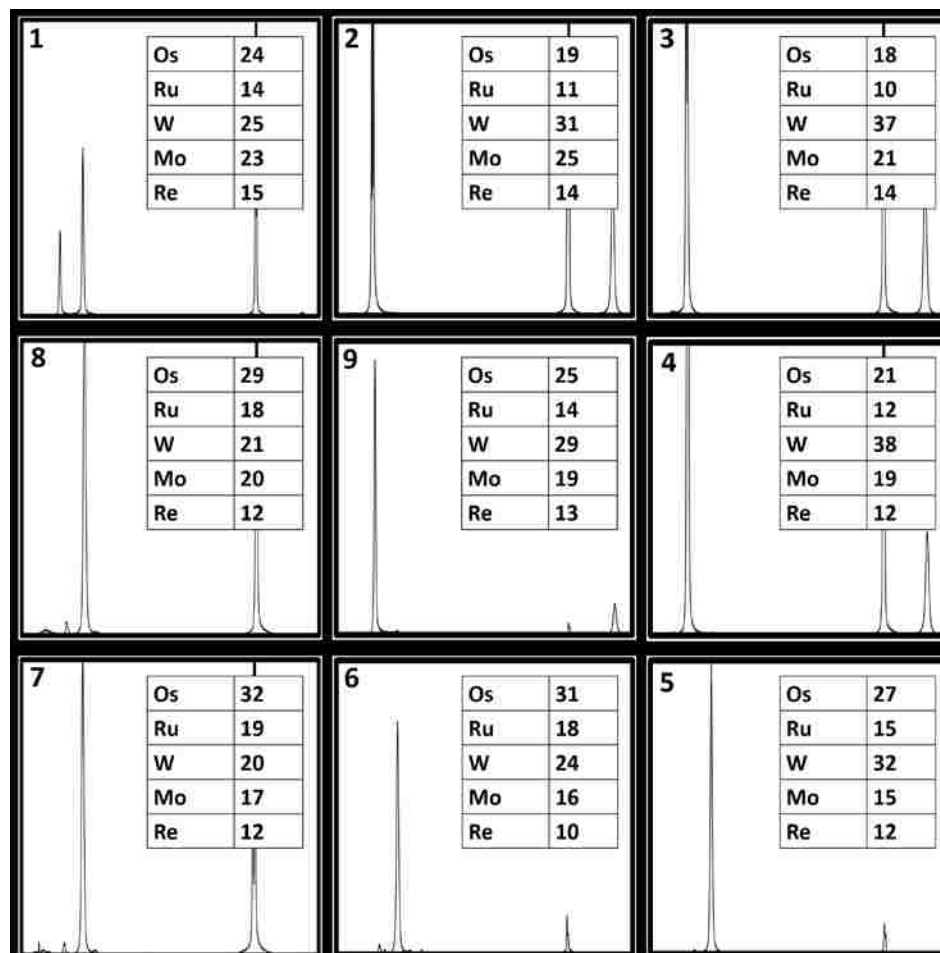 1
Os 24
Ru 14
W 25
Mo 23
Re 15
2
Os 19
Ru 11
W 31
Mo 25
Re 14
3
Os 18
Ru 10
W 37
Mo 21
Re 14
8
Os 29
Ru 18
W 21
Mo 20
Re 12
9
Os 25
Ru 14
W 29
Mo 19
Re 13
4
Os 21
Ru 12
W 38
Mo 19
Re 12
7
Os 32
Ru 19
W 20
Mo 17
Re 12
6
Os 31
Ru 18
W 24
Mo 16
Re 10
5
Os 27
Ru 15
W 32
Mo 15
Re 12